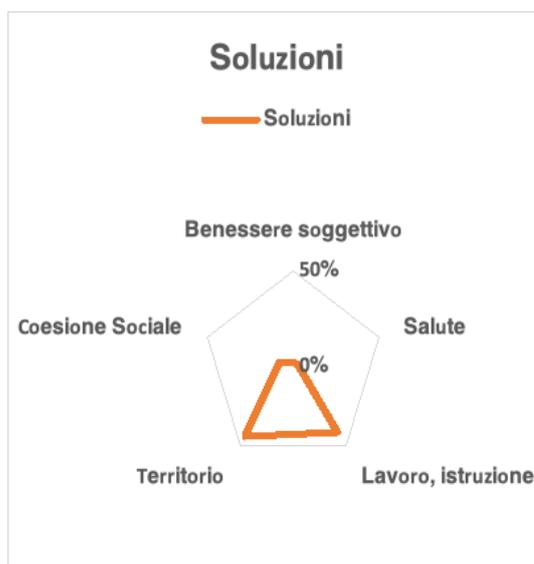 Soluzioni
Soluzioni
Benessere soggettivo
50%
Coesione Sociale
Salute
0%
Territorio
Lavoro, istruzione